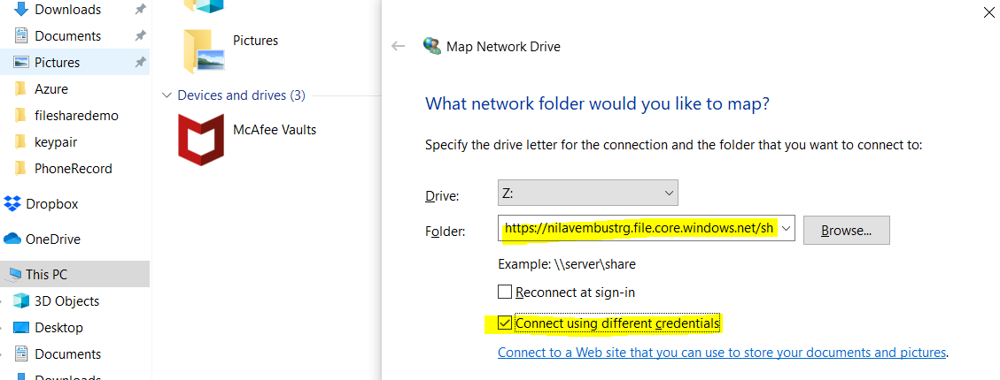 Downloads
Documents
Pictures
Azure
filesharedemo
keypair
PhoneRecord
Dropbox
OneDrive
This PC
3D Objects
Desktop
Documents
Downloads
Pictures
Devices and drives (3)
McAfee Vaults
Map Network Drive
What network folder would you like to map?
Specify the drive letter for the connection and the folder that you want to connect to:
Drive:
Z:
Folder:
https://nilavembustrg.file.core.windows.net/sh
Browse...
Example: \\server\share
Reconnect at sign-in
Connect using different credentials
Connect to a Web site that you can use to store your documents and pictures.